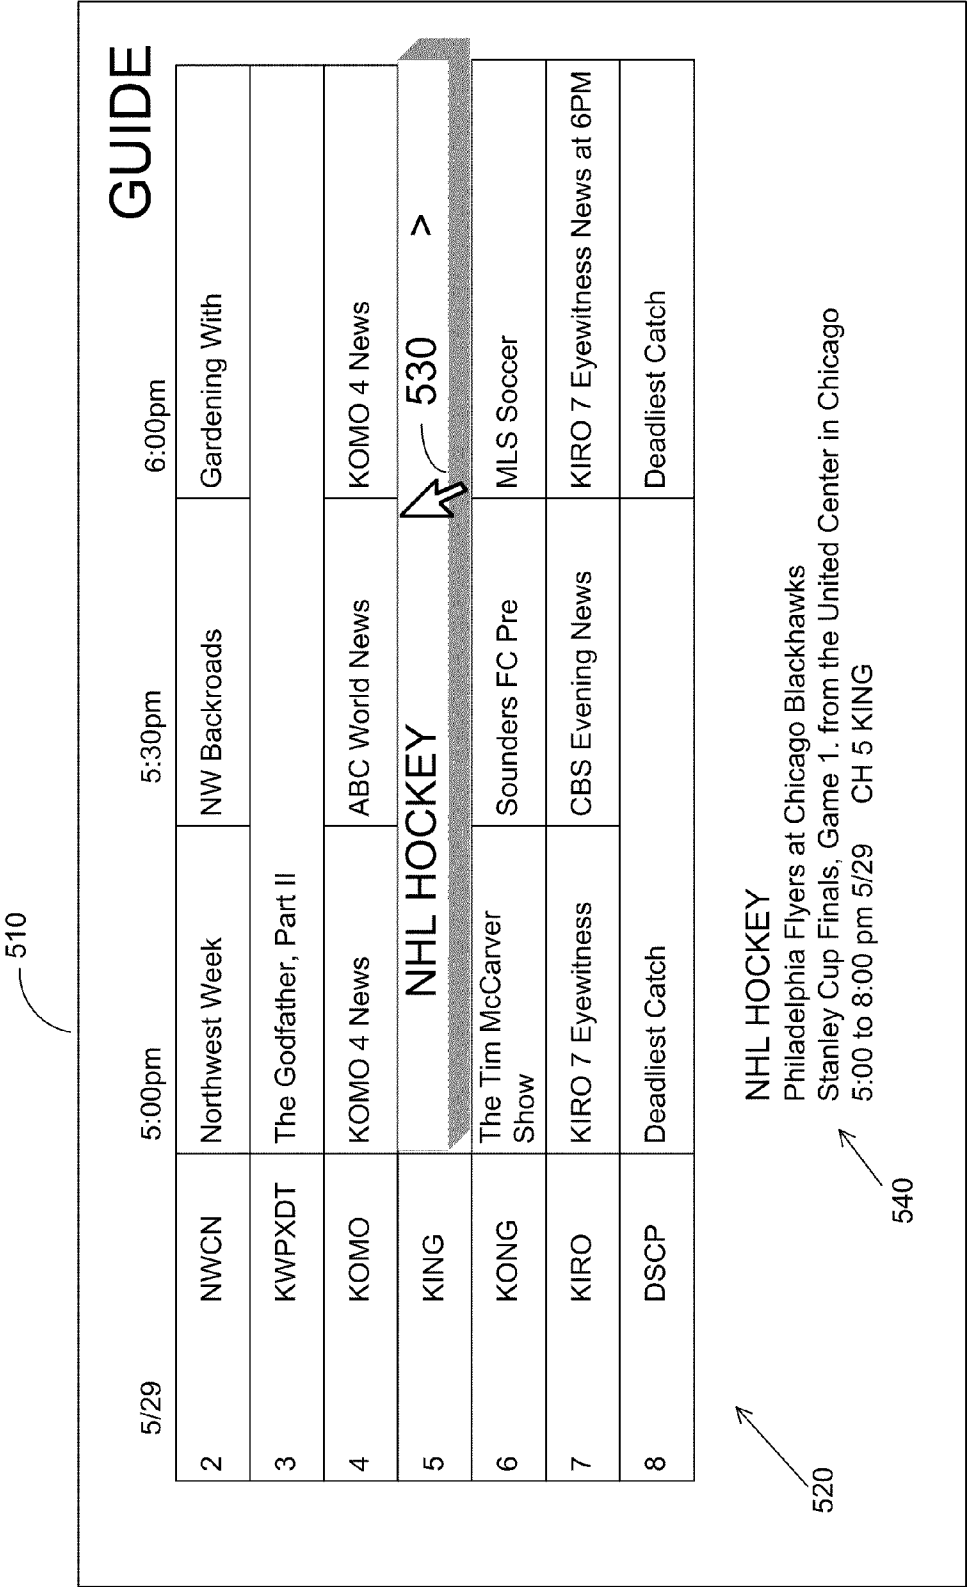 510
GUIDE
5/29 5:00pm 5:30pm 6:00pm
2 NWCN Northwest Week NW Backroads Gardening With
3 KWPXDT The Godfather, Part II
4 KOMO KOMO 4 News ABC World News KOMO 4 News
5 KING NHL HOCKEY 530 >
6 KONG The Tim McCarver Show Sounders FC Pre MLS Soccer
7 KIRO KIRO 7 Eyewitness CBS Evening News KIRO 7 Eyewitness News at 6PM
8 DSCP Deadliest Catch Deadliest Catch
520
540
NHL HOCKEY
Philadelphia Flyers at Chicago Blackhawks
Stanley Cup Finals, Game 1. from the United Center in Chicago
5:00 to 8:00 pm 5/29 CH 5 KING